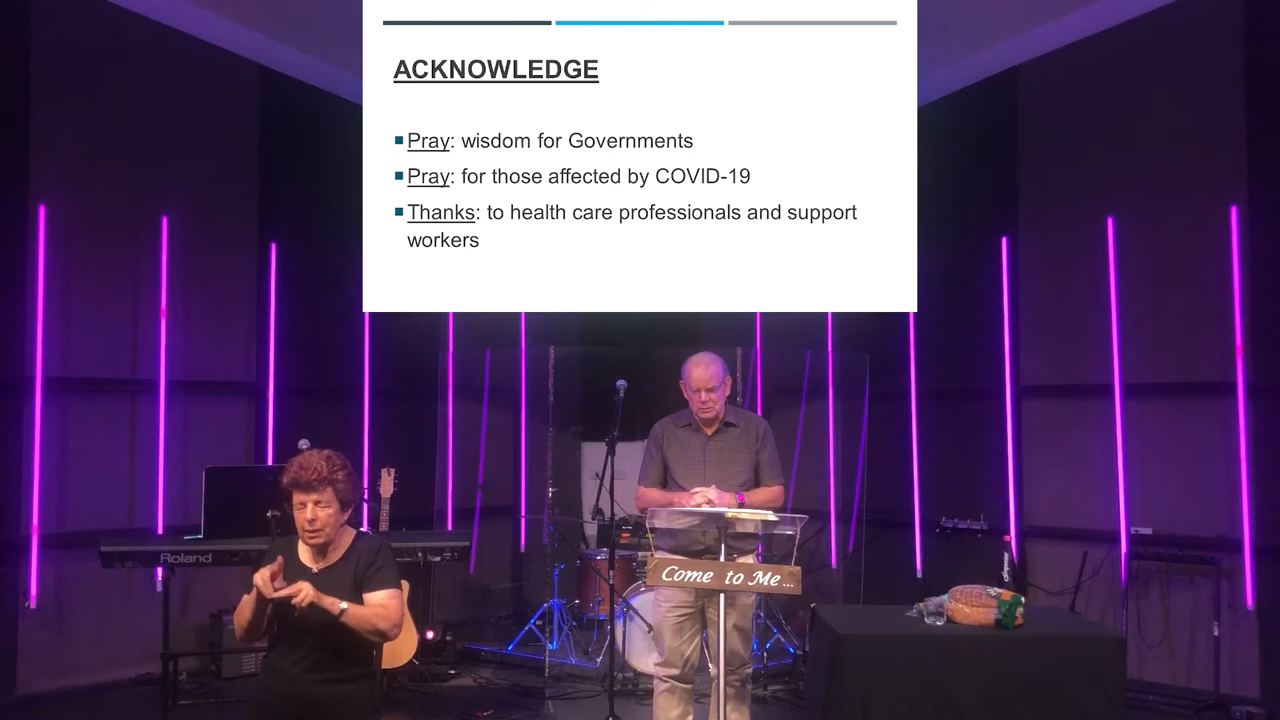 ACKNOWLEDGE
▪Pray: wisdom for Governments
▪Pray: for those affected by COVID-19
▪Thanks: to health care professionals and support
workers
Roland
Come to Me...